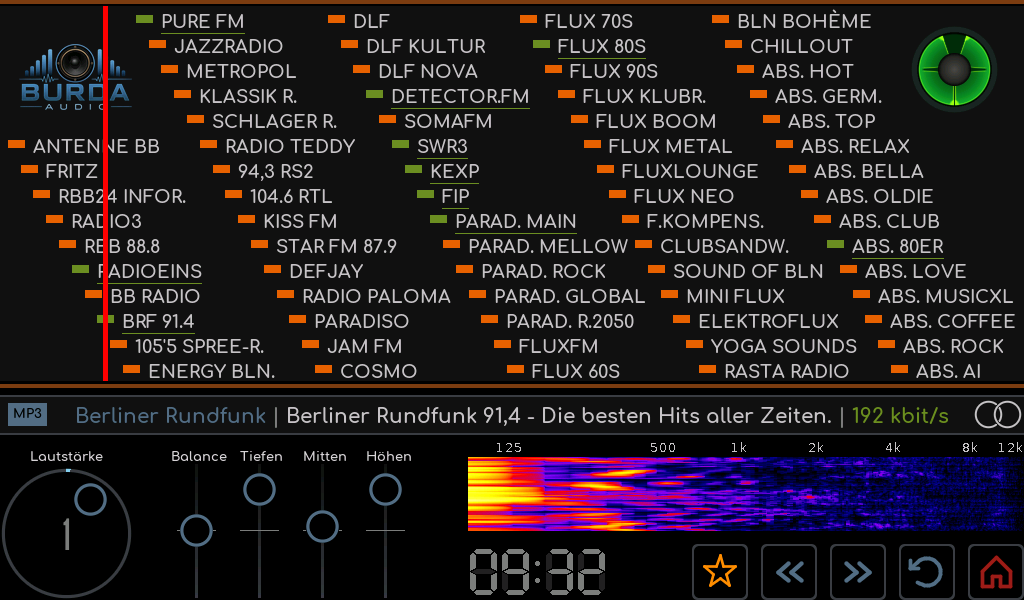 BURDA
AUDIO
PURE FM
JAZZRADIO
METROPOL
KLASSIK R.
SCHLAGER R.
ANTENNE BB
RADIO TEDDY
FRITZ
94,3 RS2
RBB24 INFOR.
104.6 RTL
RADIO3
KISS FM
RBB 88.8
STAR FM 87.9
RADIOEINS
DEFJAY
BB RADIO
RADIO PALOMA
BRF 91.4
PARADISO
105'5 SPREE-R.
JAM FM
ENERGY BLN.
COSMO
DLF
DLF KULTUR
DLF NOVA
DETECTOR.FM
SOMAFM
SWR3
KEXP
FIP
PARAD. MAIN
PARAD. MELLOW
PARAD. ROCK
PARAD. GLOBAL
PARAD. R.2050
FLUXFM
FLUX 60S
FLUX 70S
FLUX 80S
FLUX 90S
FLUX KLUBR.
FLUX BOOM
FLUX METAL
FLUXLOUNGE
FLUX NEO
F.KOMPENS.
CLUBSANDW.
SOUND OF BLN
MINI FLUX
ELEKTROFLUX
YOGA SOUNDS
RASTA RADIO
BLN BOHÈME
CHILLOUT
ABS. HOT
ABS. GERM.
ABS. TOP
ABS. RELAX
ABS. BELLA
ABS. OLDIE
ABS. CLUB
ABS. 80ER
ABS. LOVE
ABS. MUSICXL
ABS. COFFEE
ABS. ROCK
ABS. AI
MP3 Berliner Rundfunk | Berliner Rundfunk 91,4 - Die besten Hits aller Zeiten. | 192 kbit/s
Lautstärke Balance Tiefen Mitten Höhen
125 500 1k 2k 4k 8k 12k
1
09:32